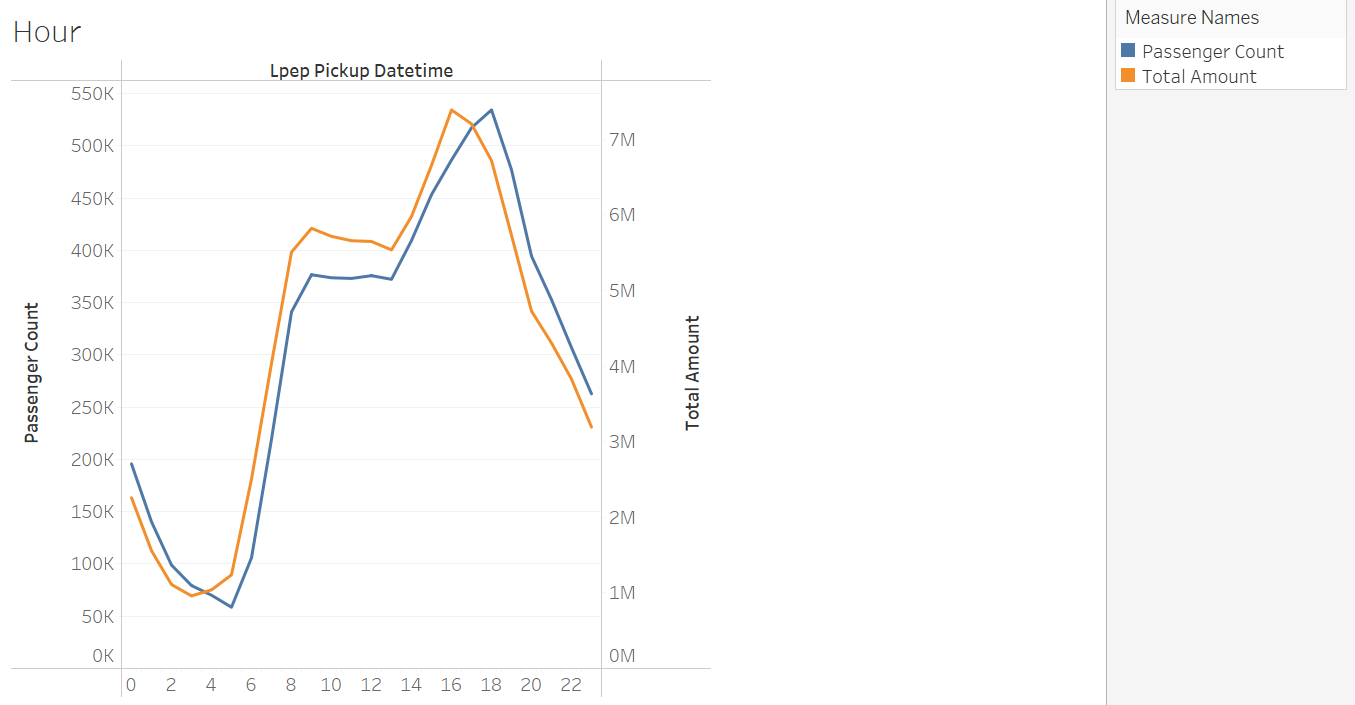 Hour
Lpep Pickup Datetime
550K
500K
450K
400K
350K
300K
250K
200K
150K
100K
50K
0K
Passenger Count
7M
6M
5M
4M
3M
2M
1M
0M
Total Amount
0 2 4 6 8 10 12 14 16 18 20 22
Measure Names
Passenger Count
Total Amount